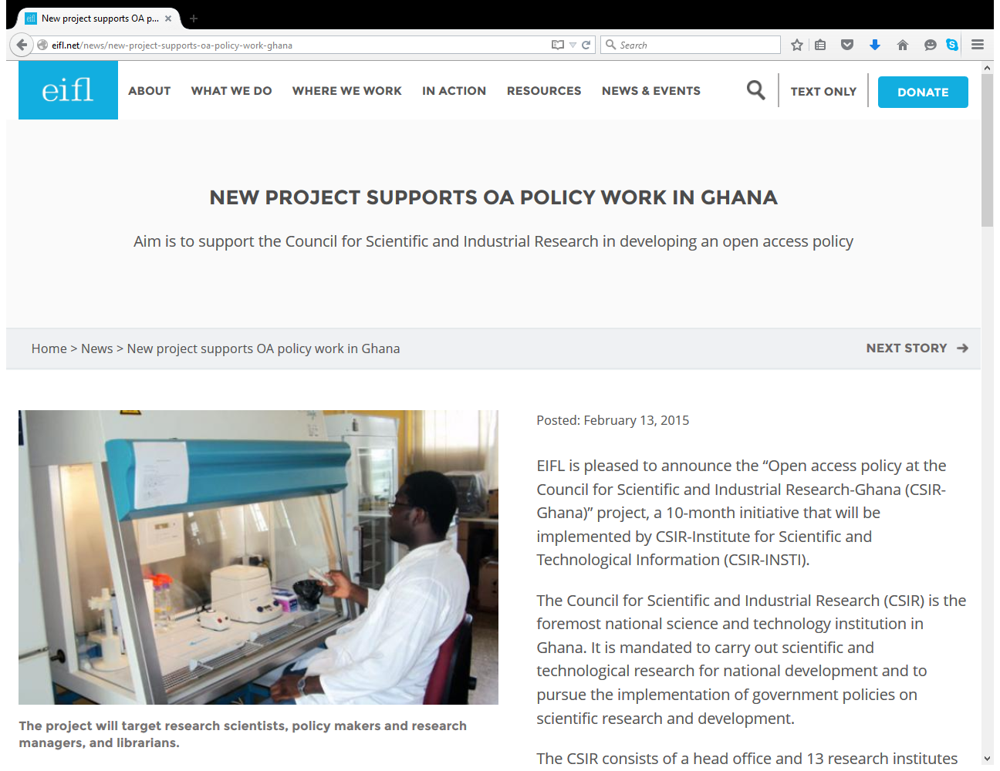 New project supports OA p...
eifl.net/news/new-project-supports-oa-policy-work-ghana
Search
eifl
ABOUT
WHAT WE DO
WHERE WE WORK
IN ACTION
RESOURCES
NEWS & EVENTS
TEXT ONLY
DONATE
NEW PROJECT SUPPORTS OA POLICY WORK IN GHANA
Aim is to support the Council for Scientific and Industrial Research in developing an open access policy
Home > News > New project supports OA policy work in Ghana
NEXT STORY
The project will target research scientists, policy makers and research
managers, and librarians.
Posted: February 13, 2015
EIFL is pleased to announce the “Open access policy at the
Council for Scientific and Industrial Research-Ghana (CSIR-
Ghana)” project, a 10-month initiative that will be
implemented by CSIR-Institute for Scientific and
Technological Information (CSIR-INSTI).
The Council for Scientific and Industrial Research (CSIR) is the
foremost national science and technology institution in
Ghana. It is mandated to carry out scientific and
technological research for national development and to
pursue the implementation of government policies on
scientific research and development.
The CSIR consists of a head office and 13 research institutes